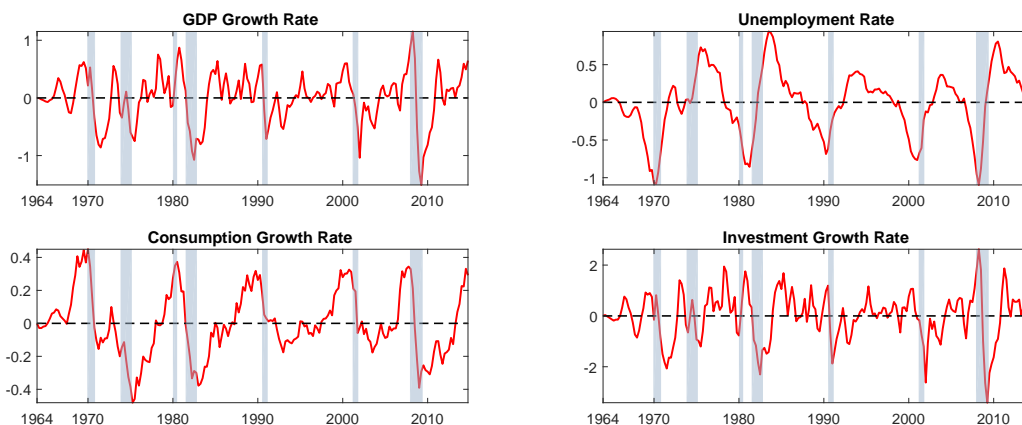 GDP Growth Rate
1
0
-1
1964 1970 1980 1990 2000 2010
Unemployment Rate
0.5
0
-0.5
-1
1964 1970 1980 1990 2000 2010
Consumption Growth Rate
0.4
0.2
0
-0.2
-0.4
1964 1970 1980 1990 2000 2010
Investment Growth Rate
2
0
-2
1964 1970 1980 1990 2000 2010